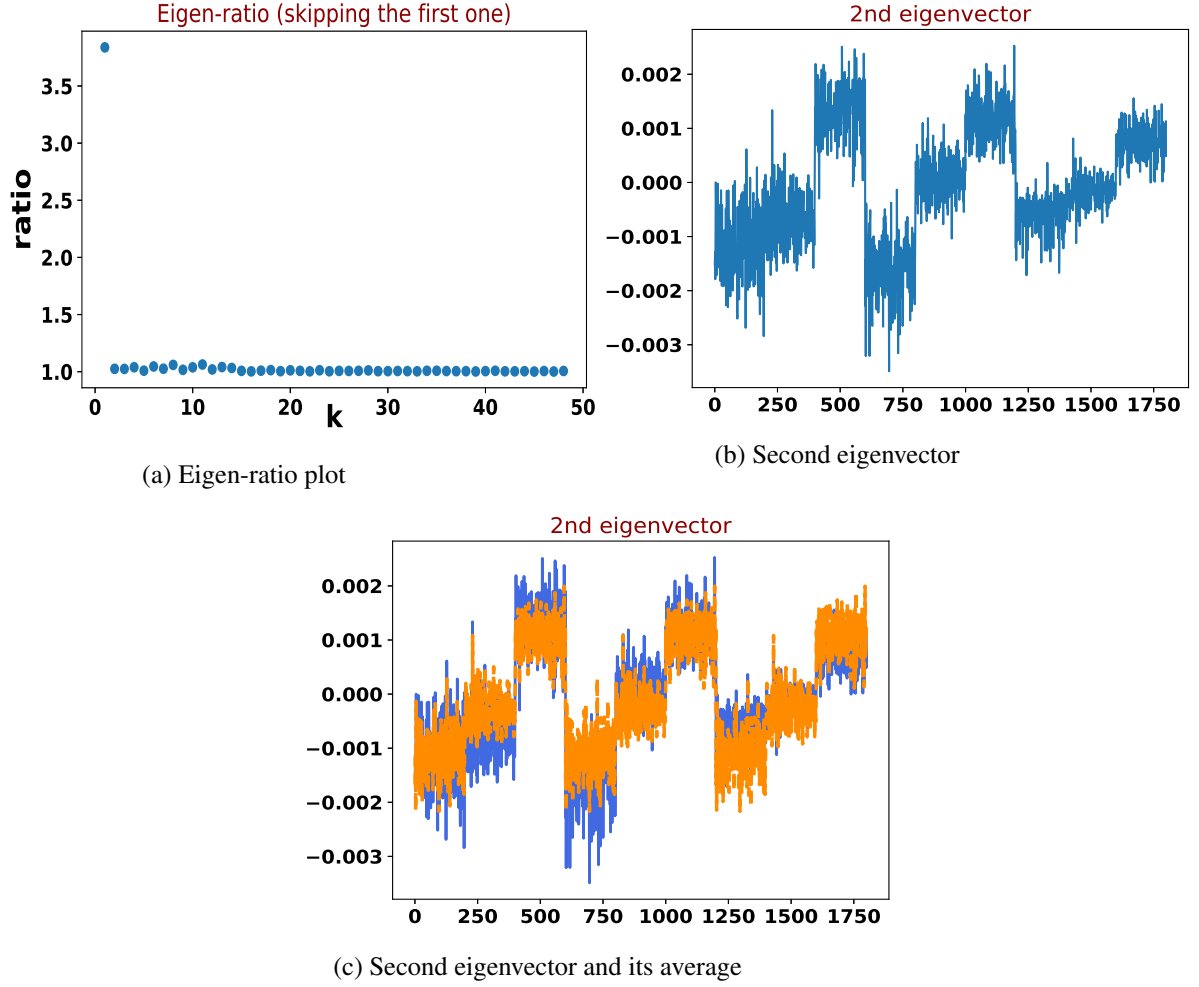 Eigen-ratio (skipping the first one)
ratio
3.5
3.0
2.5
2.0
1.5
1.0
0 10 20 30 40 50
k
(a) Eigen-ratio plot
2nd eigenvector
0.002
0.001
0.000
−0.001
−0.002
−0.003
0 250 500 750 1000 1250 1500 1750
(b) Second eigenvector
2nd eigenvector
0.002
0.001
0.000
−0.001
−0.002
−0.003
0 250 500 750 1000 1250 1500 1750
(c) Second eigenvector and its average